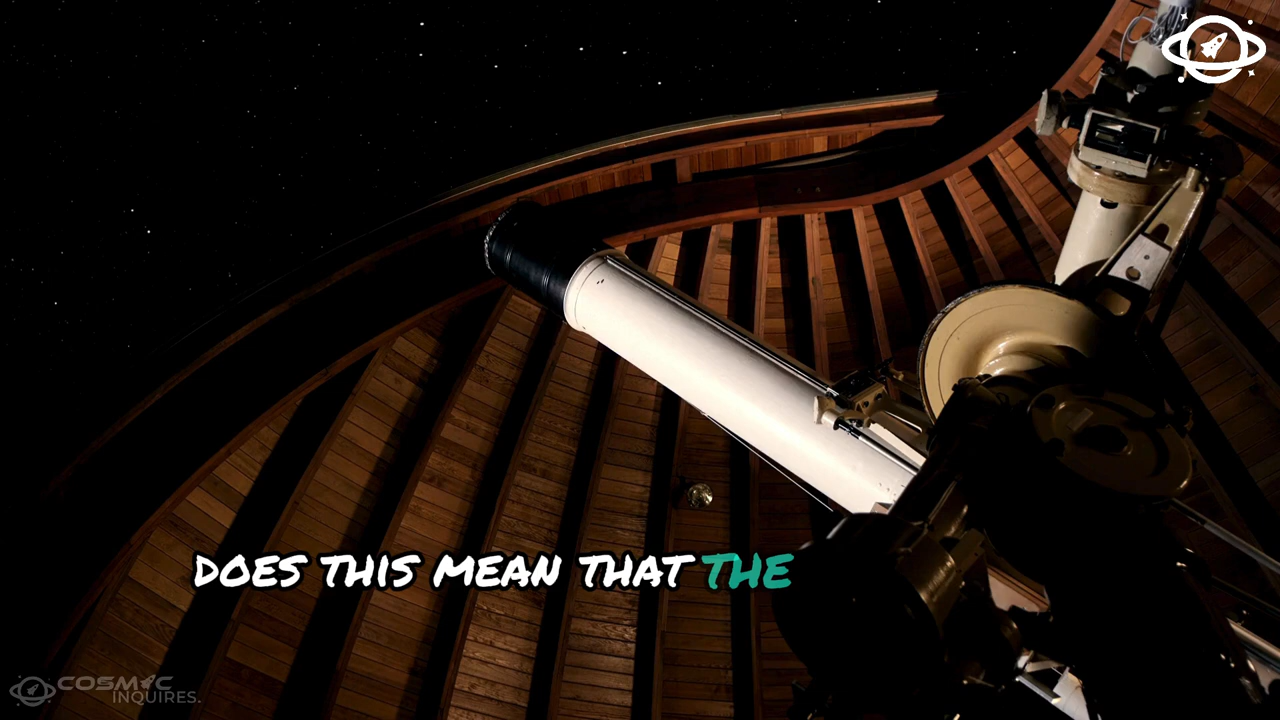 DOES THIS MEAN THAT THE
COSMIC
INQUIRES.